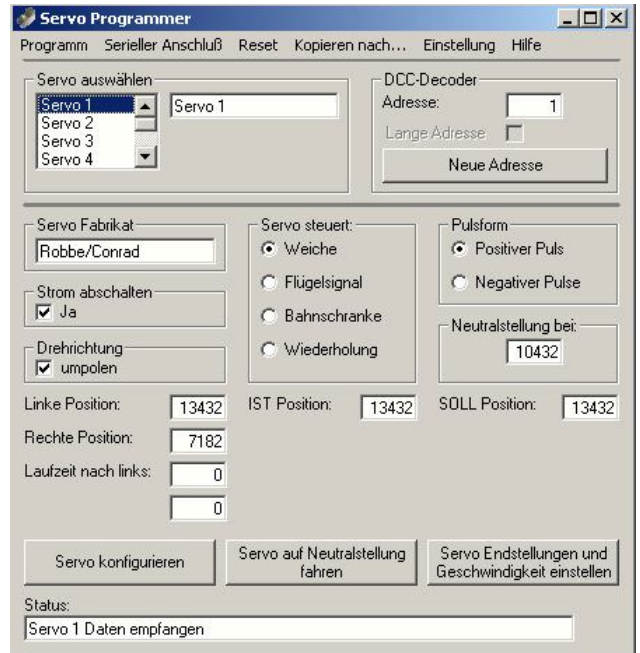 Servo Programmer
Programm Serieller Anschluß Reset Kopieren nach... Einstellung Hilfe
Servo auswählen
Servo 1
Servo 2
Servo 3
Servo 4
Servo 1
DCC-Decoder
Adresse: 1
Lange Adresse
Neue Adresse
Servo Fabrikat
Robbe/Conrad
Strom abschalten
Ja
Drehrichtung
umpolen
Servo steuert:
Weiche
Flügelsignal
Bahnschranke
Wiederholung
Pulsform
Positiver Puls
Negativer Pulse
Neutralstellung bei:
10432
Linke Position: 13432 IST Position: 13432 SOLL Position: 13432
Rechte Position: 7182
Laufzeit nach links: 0
0
Servo konfigurieren
Servo auf Neutralstellung
fahren
Servo Endstellungen und
Geschwindigkeit einstellen
Status:
Servo 1 Daten empfangen